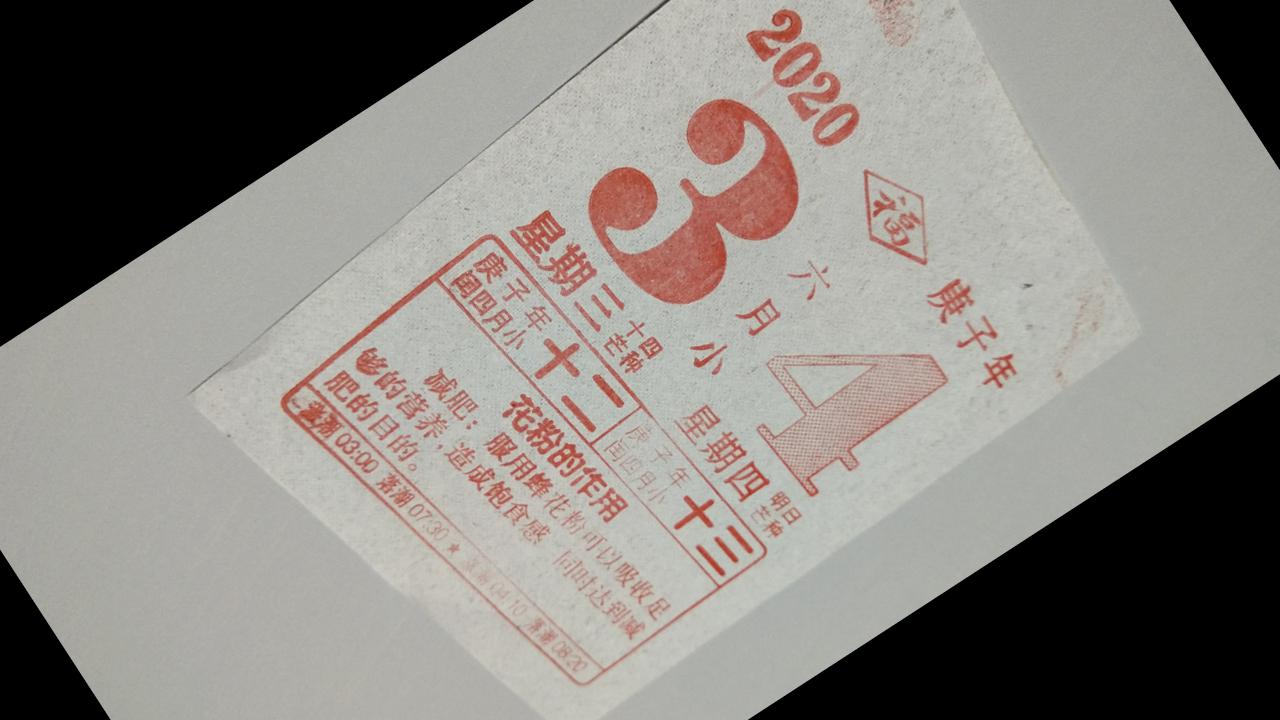 2020
福
庚子年
3
六月小
4
星期三
十四
芒种
星期四
明日
芒种
庚子年
闰四月小
十二
庚子年
闰四月小
十三
花粉的作用
减肥：服用蜂花粉可以吸收足
够的营养，造成饱食感 同时达到减
肥的目的。
03:00 落潮 07:30 ★ 04:10 落潮 08:20